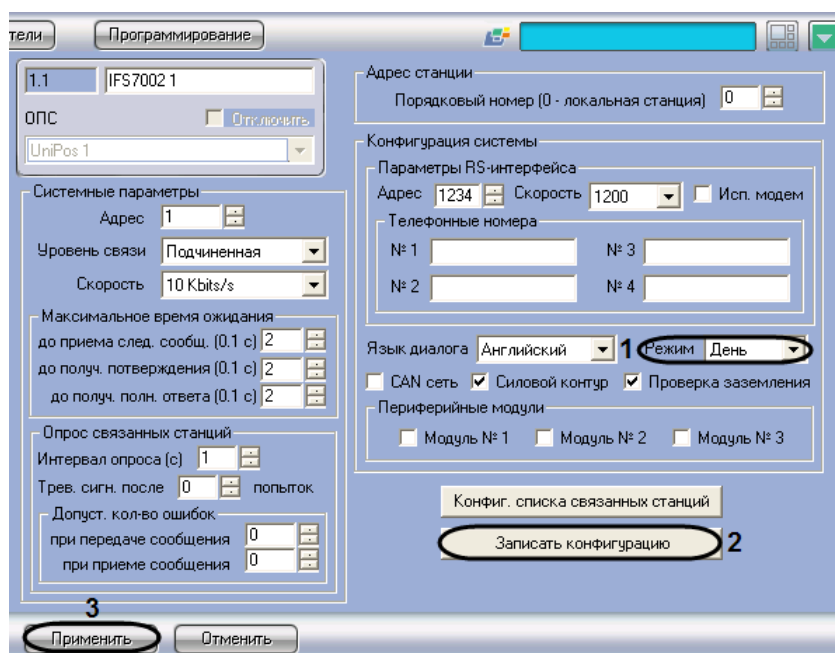 тели
Программирование
1.1
IFS7002 1
ОПС
Отключить
UniPos 1
Системные параметры
Адрес 1
Уровень связи Подчиненная
Скорость 10 Kbits/s
Максимальное время ожидания
до приема след. сообщ. (0.1 с) 2
до получ. потверждения (0.1 с) 2
до получ. полн. ответа (0.1 с) 2
Опрос связанных станций
Интервал опроса (с) 1
Трев. сигн. после 0 попыток
Допуст. кол-во ошибок
при передаче сообщения 0
при приеме сообщения 0
Адрес станции
Порядковый номер (0 - локальная станция) 0
Конфигурация системы
Параметры RS-интерфейса
Адрес 1234 Скорость 1200 Исп. модем
Телефонные номера
№ 1 № 3
№ 2 № 4
Язык диалога Английский 1 Режим День
CAN сеть Силовой контур Проверка заземления
Периферийные модули
Модуль № 1 Модуль № 2 Модуль № 3
Конфиг. списка связанных станций
Записать конфигурацию 2
3
Применить Отменить